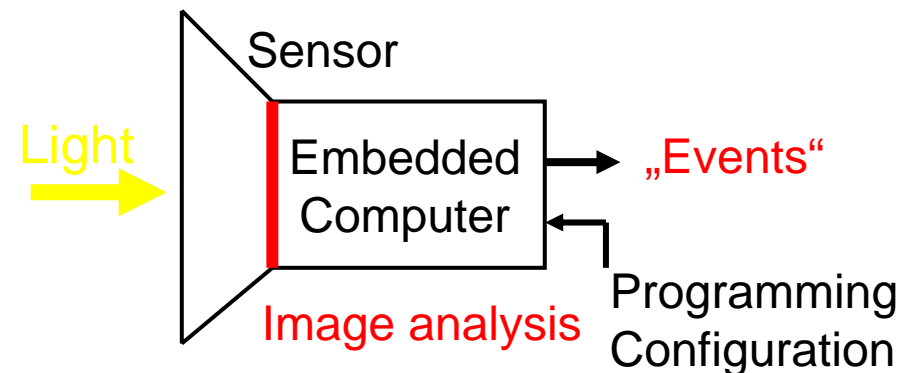 Sensor
Light
Embedded
Computer
„Events“
Programming
Configuration
Image analysis